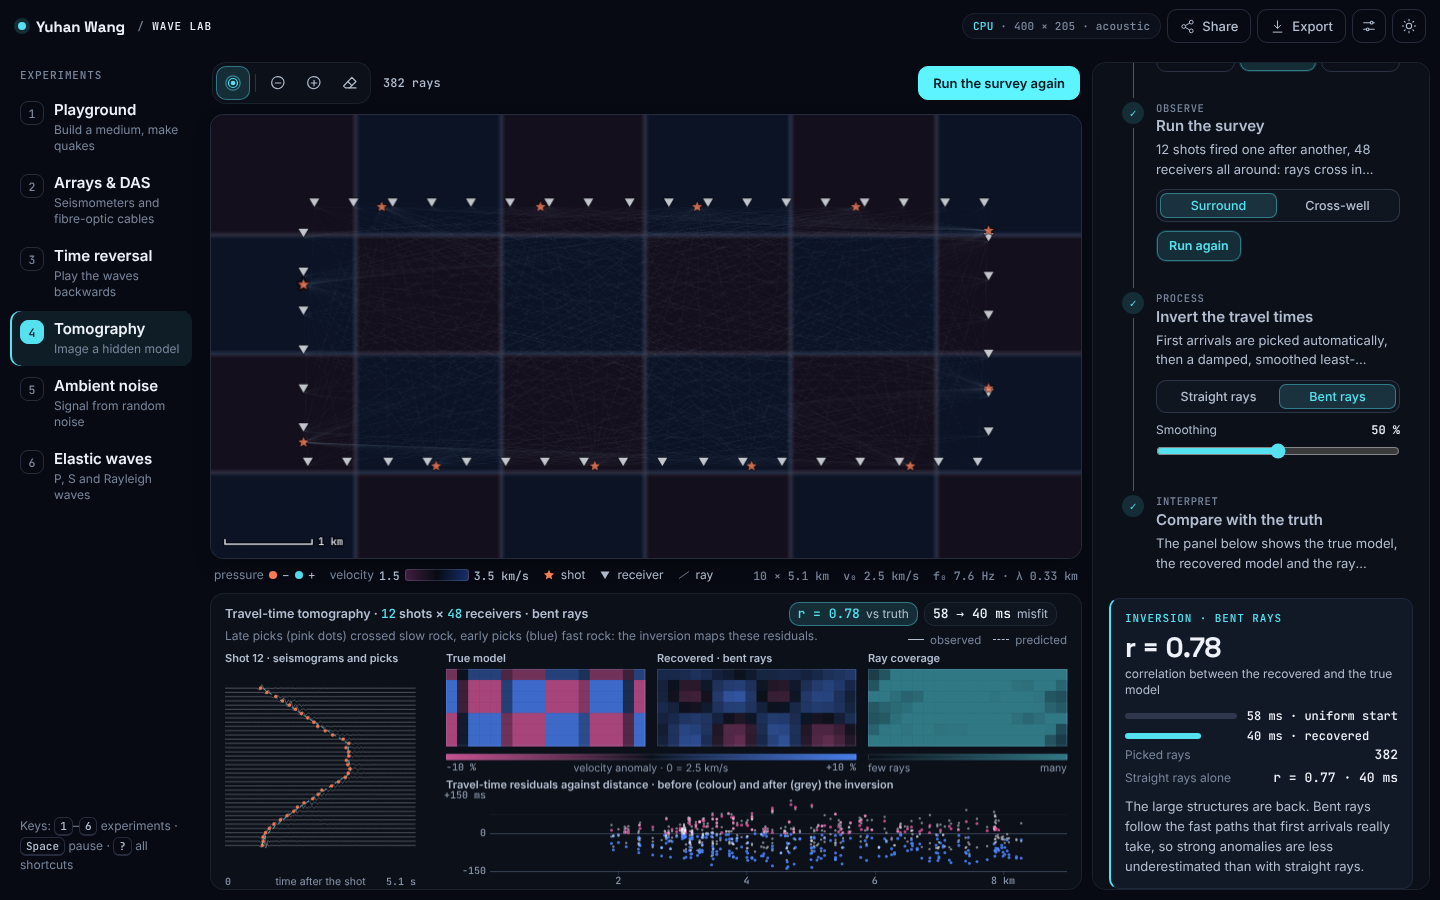 Yuhan Wang / WAVE LAB
CPU · 400 × 205 · acoustic
Share
Export
EXPERIMENTS
1 Playground
Build a medium, make
quakes
2 Arrays & DAS
Seismometers and
fibre-optic cables
3 Time reversal
Play the waves
backwards
4 Tomography
Image a hidden model
5 Ambient noise
Signal from random
noise
6 Elastic waves
P, S and Rayleigh
waves
Keys: 1–6 experiments ·
Space pause · ? all
shortcuts
382 rays
Run the survey again
1 km
pressure − +
velocity 1.5 3.5 km/s
shot
receiver
ray
10 × 5.1 km v₀ 2.5 km/s f₀ 7.6 Hz · λ 0.33 km
Travel-time tomography · 12 shots × 48 receivers · bent rays
r = 0.78 vs truth
58 → 40 ms misfit
Late picks (pink dots) crossed slow rock, early picks (blue) fast rock: the inversion maps these residuals.
observed
predicted
Shot 12 · seismograms and picks
0 time after the shot 5.1 s
True model
Recovered · bent rays
Ray coverage
-10 % velocity anomaly · 0 = 2.5 km/s +10 %
few rays many
Travel-time residuals against distance · before (colour) and after (grey) the inversion
+150 ms
0
-150
2 4 6 8 km
OBSERVE
Run the survey
12 shots fired one after another, 48
receivers all around: rays cross in…
Surround
Cross-well
Run again
PROCESS
Invert the travel times
First arrivals are picked automatically,
then a damped, smoothed least-…
Straight rays
Bent rays
Smoothing 50 %
INTERPRET
Compare with the truth
The panel below shows the true model,
the recovered model and the ray…
INVERSION · BENT RAYS
r = 0.78
correlation between the recovered and the true
model
58 ms · uniform start
40 ms · recovered
Picked rays 382
Straight rays alone r = 0.77 · 40 ms
The large structures are back. Bent rays
follow the fast paths that first arrivals really
take, so strong anomalies are less
underestimated than with straight rays.